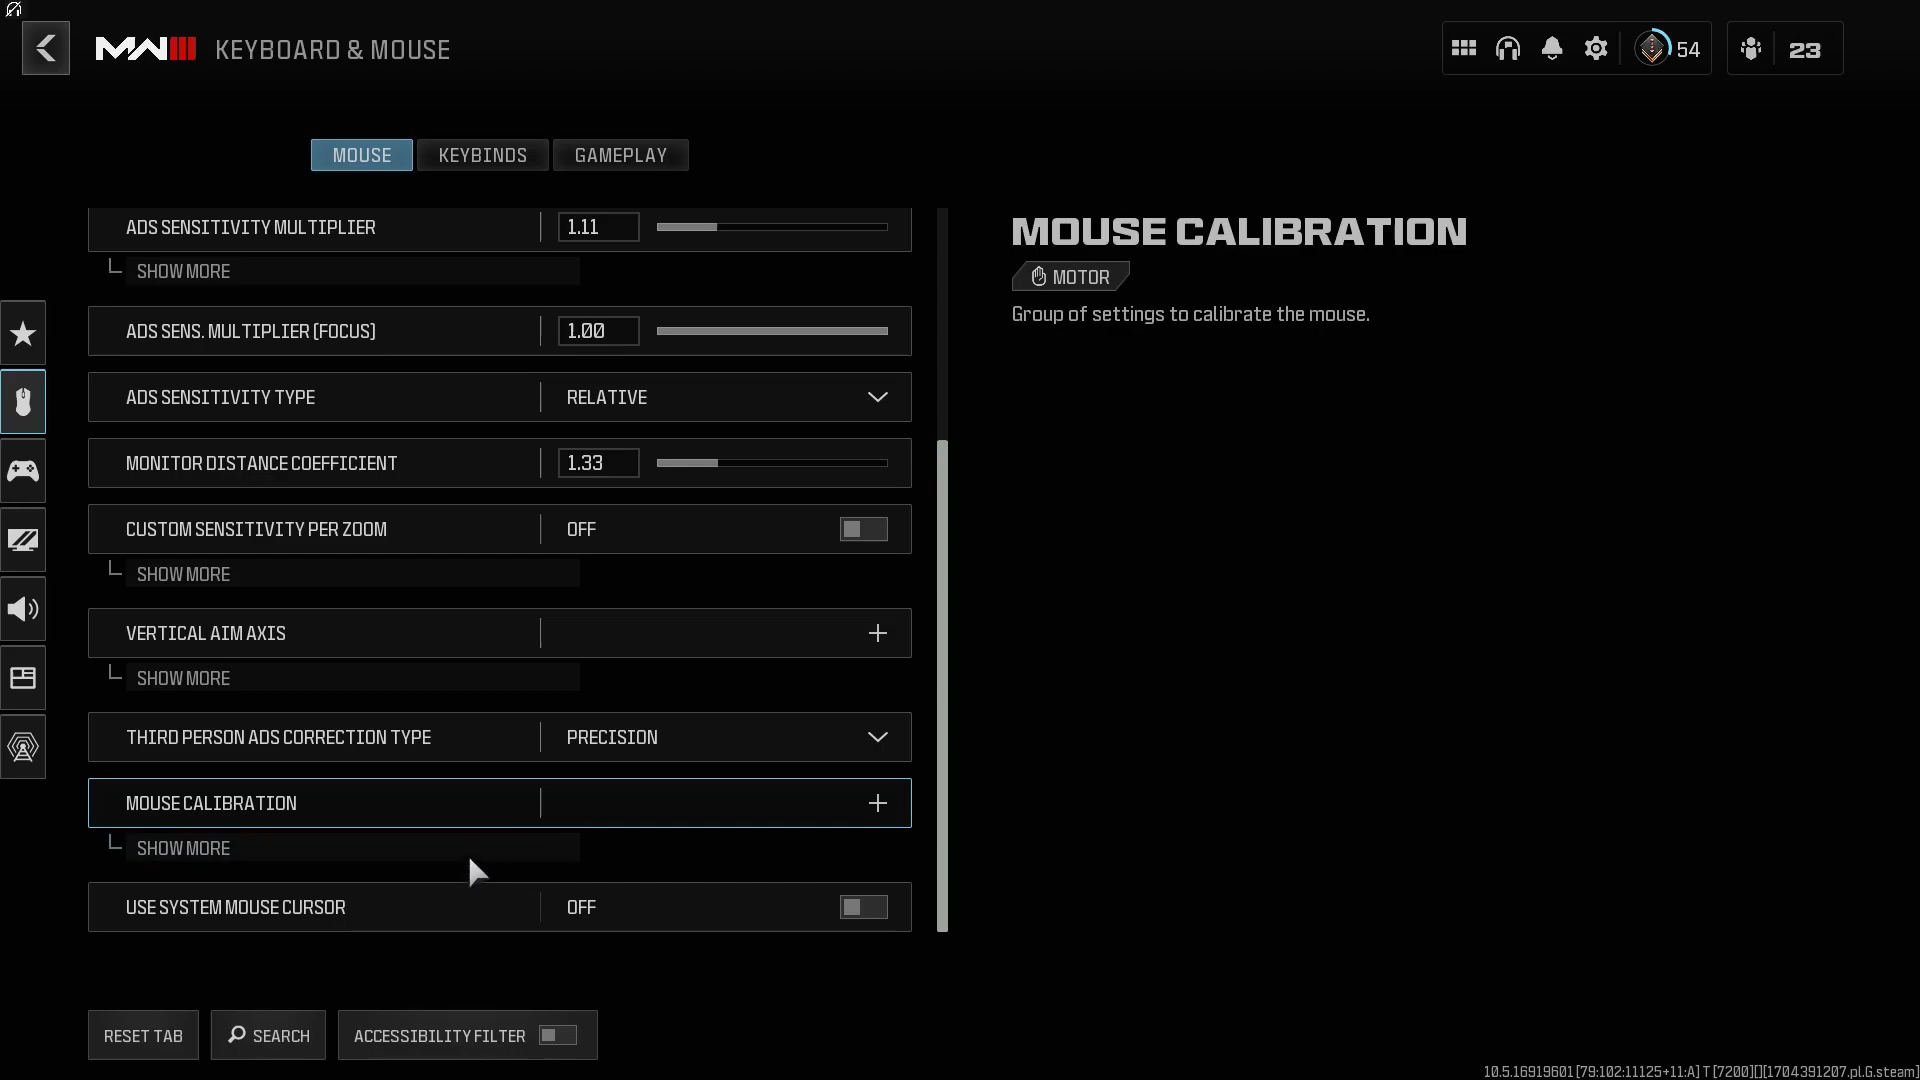 MWIII KEYBOARD & MOUSE
54
23
MOUSE
KEYBINDS
GAMEPLAY
ADS SENSITIVITY MULTIPLIER 1.11
SHOW MORE
ADS SENS. MULTIPLIER (FOCUS) 1.00
ADS SENSITIVITY TYPE RELATIVE
MONITOR DISTANCE COEFFICIENT 1.33
CUSTOM SENSITIVITY PER ZOOM OFF
SHOW MORE
VERTICAL AIM AXIS
SHOW MORE
THIRD PERSON ADS CORRECTION TYPE PRECISION
MOUSE CALIBRATION
SHOW MORE
USE SYSTEM MOUSE CURSOR OFF
MOUSE CALIBRATION
MOTOR
Group of settings to calibrate the mouse.
RESET TAB
SEARCH
ACCESSIBILITY FILTER
10.5.16919601 [79:102:11125+11:A] T [7200][][1704391207.pl.G.steam]